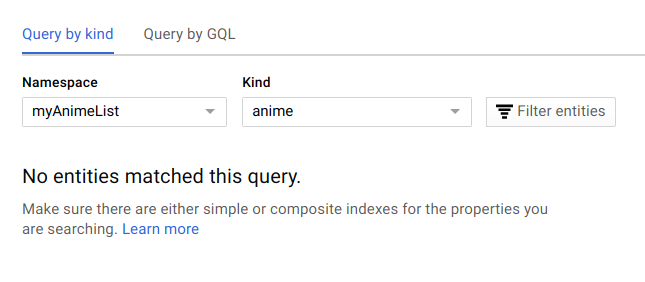 Query by kind Query by GQL
Namespace Kind
myAnimeList anime Filter entities
No entities matched this query.
Make sure there are either simple or composite indexes for the properties you
are searching. Learn more